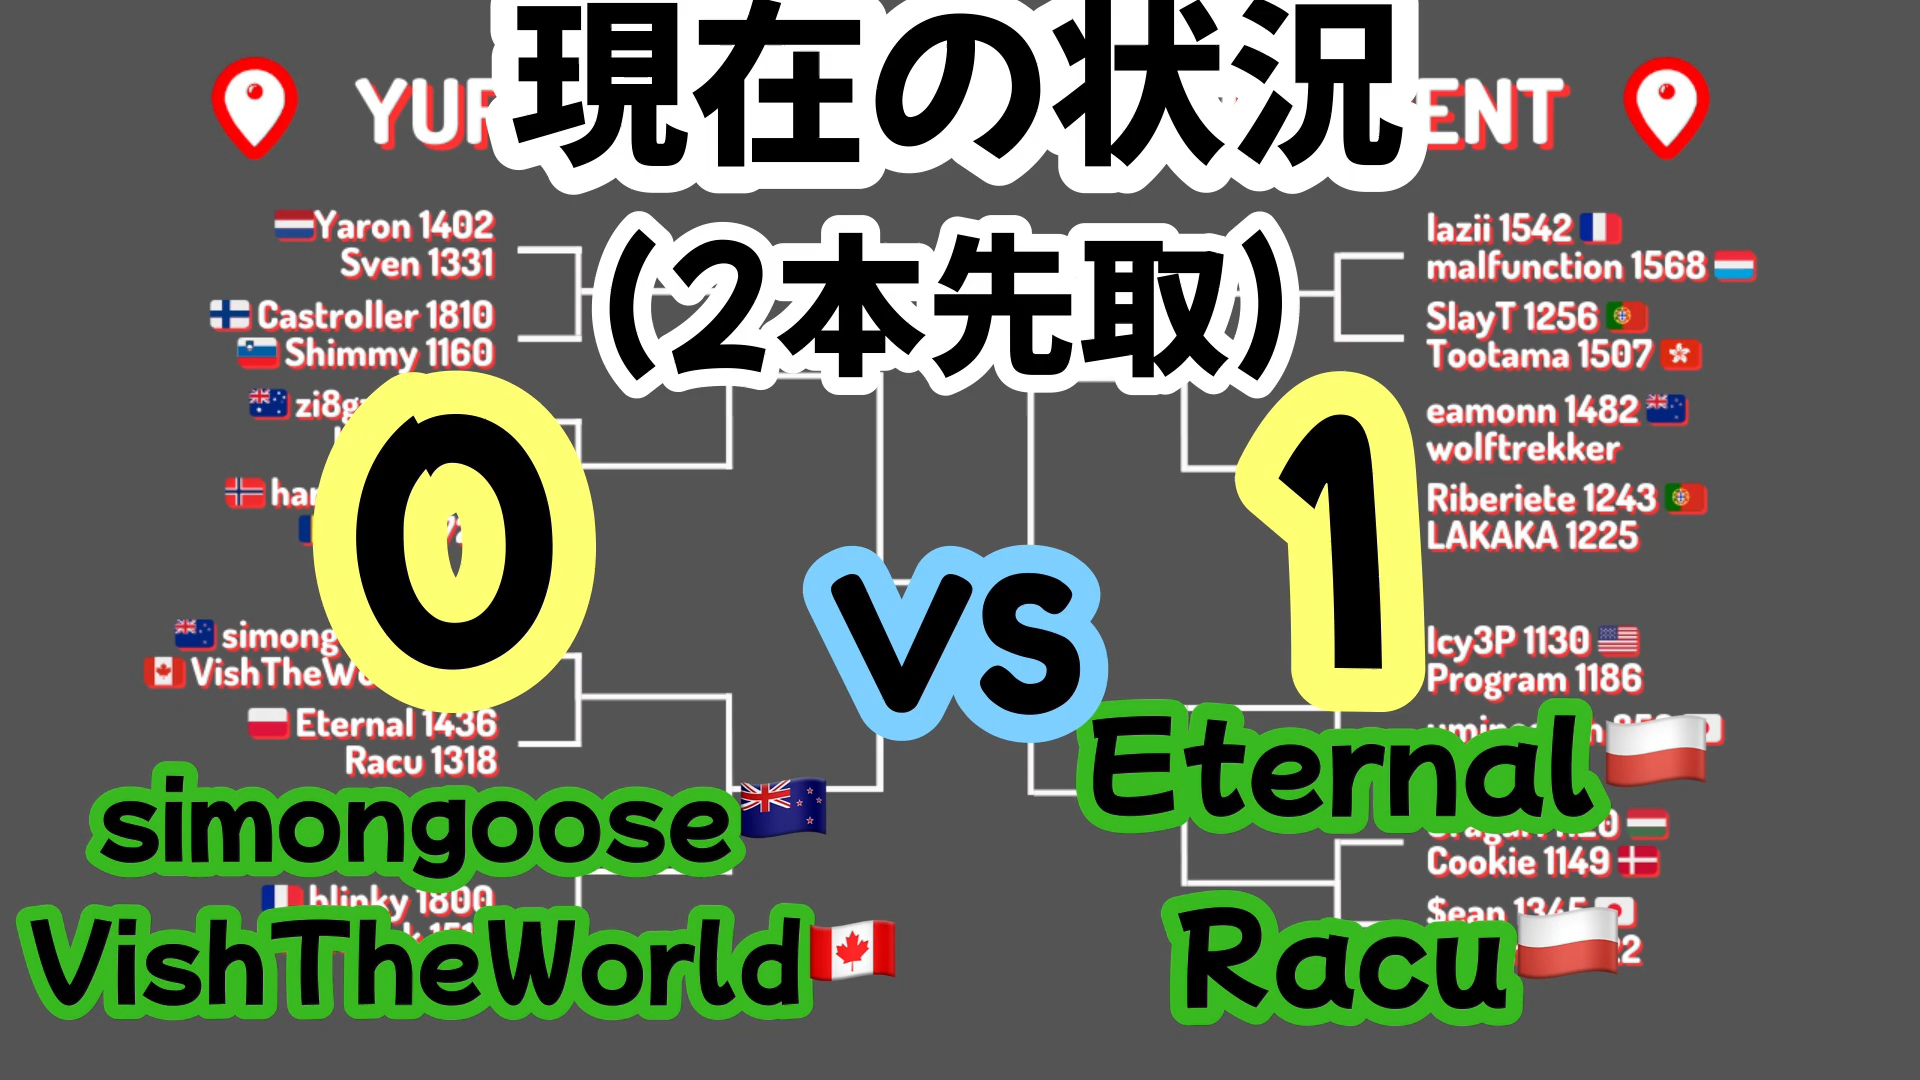 現在の状況
(2本先取)
Yaron 1402
Sven 1331
Castroller 1810
Shimmy 1160
lazii 1542
malfunction 1568
SlayT 1256
Tootama 1507
eamonn 1482
wolftrekker
Riberiete 1243
LAKAKA 1225
0
VS
1
Eternal 1436
Racu 1318
Icy3P 1130
Program 1186
Cookie 1149
blinky 1800
simongoose
VishTheWorld
Eternal
Racu